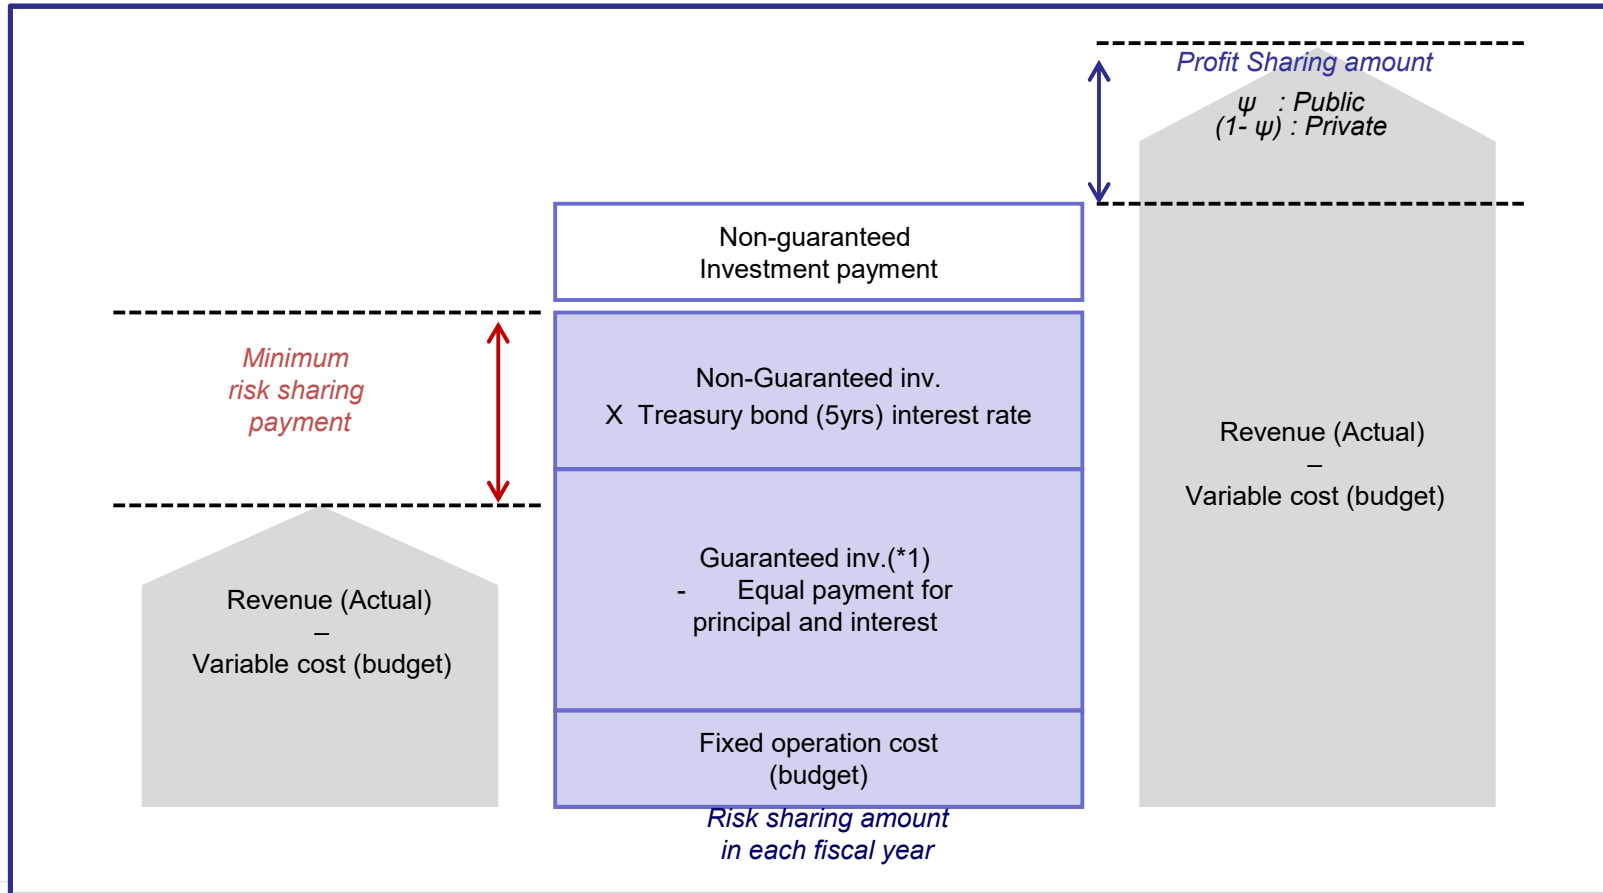 Profit Sharing amount
ψ : Public
(1- ψ) : Private
Non-guaranteed
Investment payment
Minimum
risk sharing
payment
Non-Guaranteed inv.
X Treasury bond (5yrs) interest rate
Revenue (Actual)
–
Variable cost (budget)
Guaranteed inv.(*1)
- Equal payment for
principal and interest
Revenue (Actual)
–
Variable cost (budget)
Fixed operation cost
(budget)
Risk sharing amount
in each fiscal year